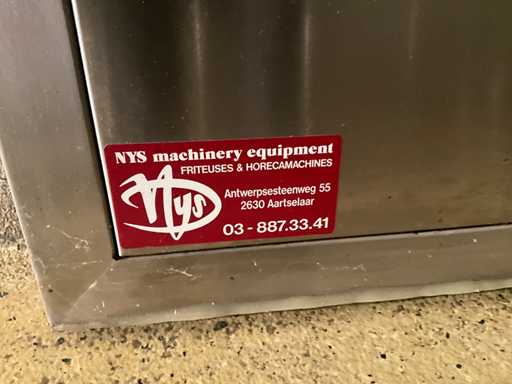 NYS machinery equipment
FRITEUSES & HORECAMACHINES
Nys
Antwerpsesteenweg 55
2630 Aartselaar
03 - 887.33.41